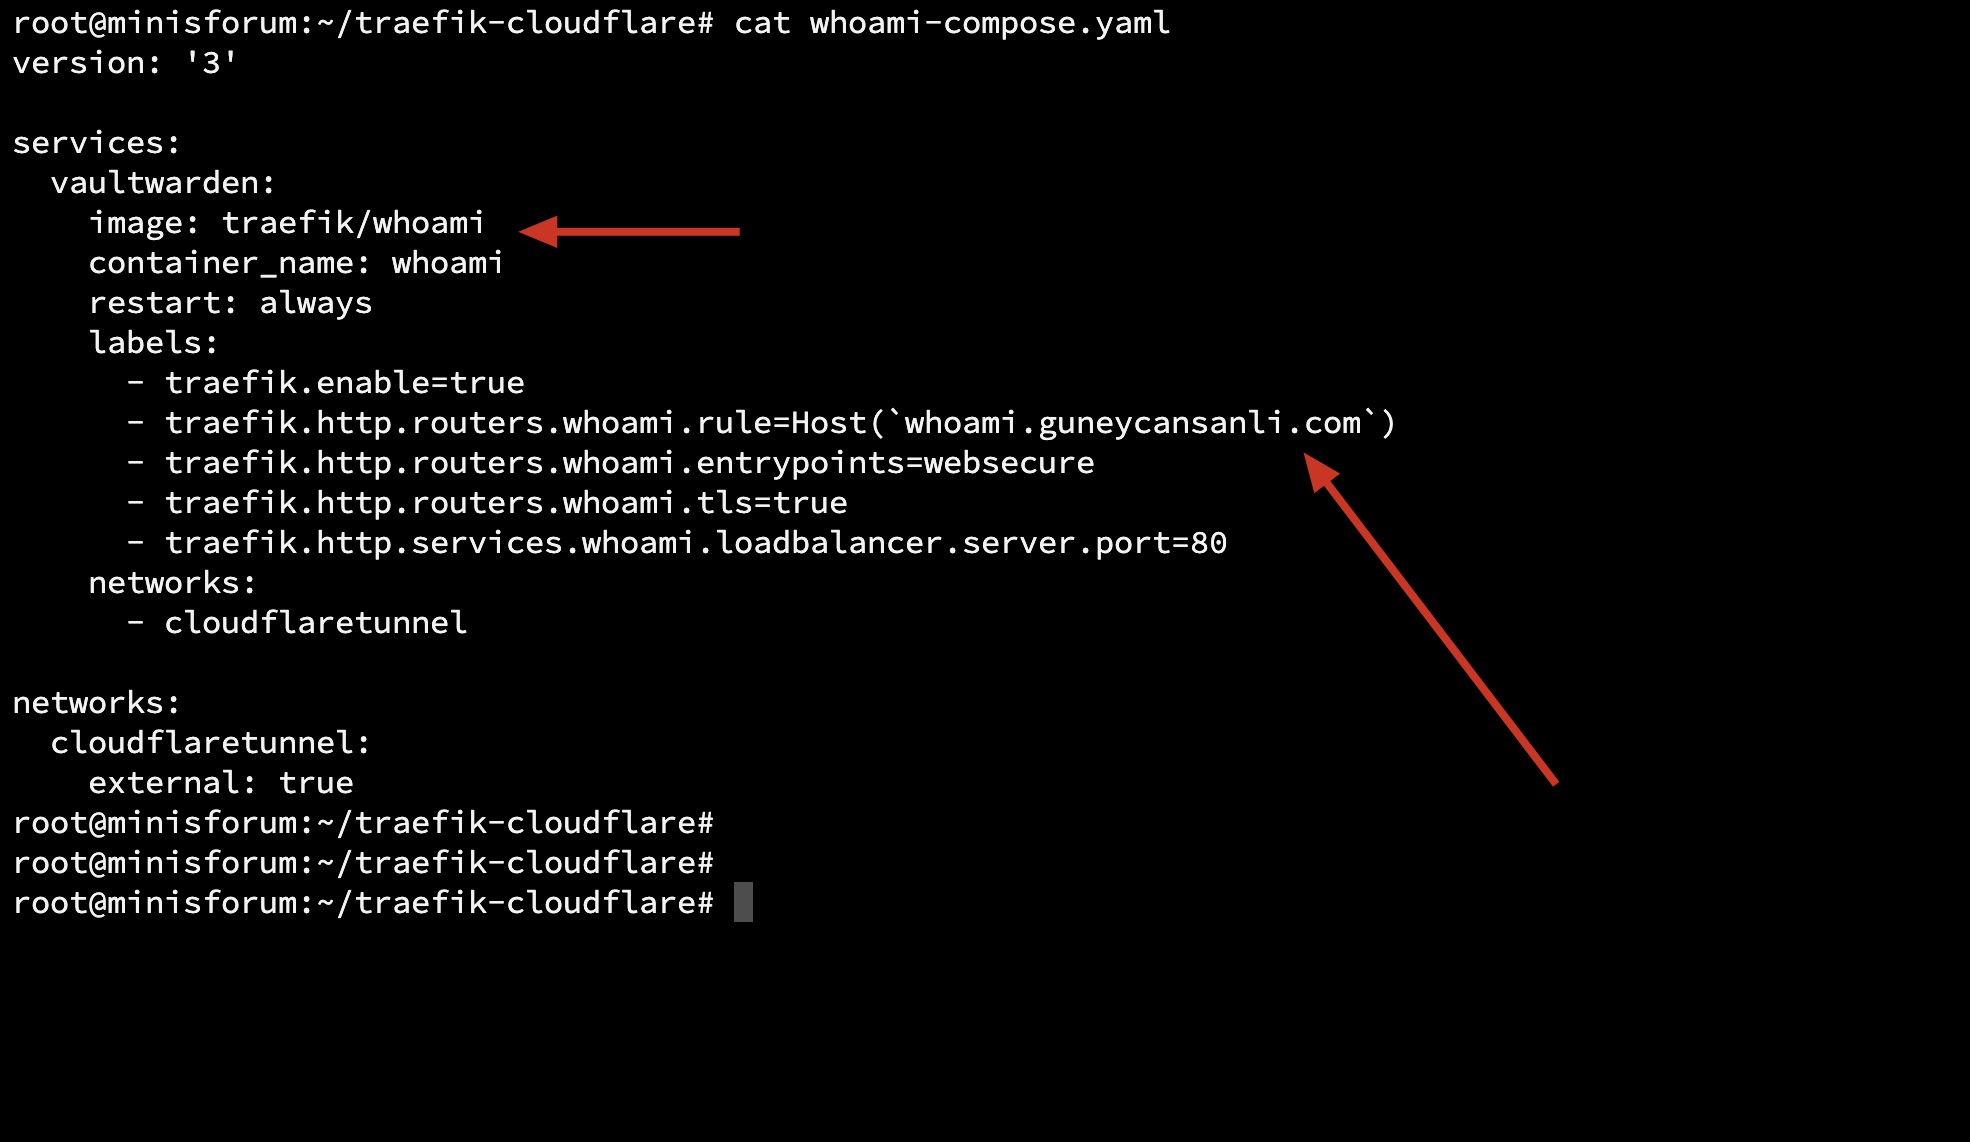 root@minisforum:~/traefik-cloudflare# cat whoami-compose.yaml
version: '3'

services:
  vaultwarden:
    image: traefik/whoami
    container_name: whoami
    restart: always
    labels:
      - traefik.enable=true
      - traefik.http.routers.whoami.rule=Host(`whoami.guneycansanli.com`)
      - traefik.http.routers.whoami.entrypoints=websecure
      - traefik.http.routers.whoami.tls=true
      - traefik.http.services.whoami.loadbalancer.server.port=80
    networks:
      - cloudflaretunnel

networks:
  cloudflaretunnel:
    external: true
root@minisforum:~/traefik-cloudflare#
root@minisforum:~/traefik-cloudflare#
root@minisforum:~/traefik-cloudflare#